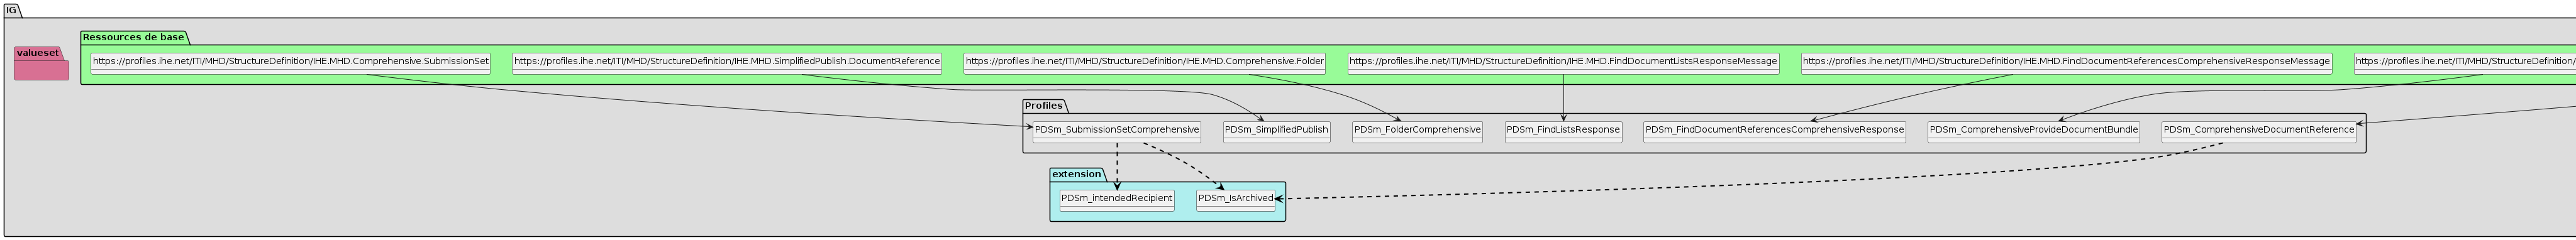 IG
Ressources de base
valueset
https://profiles.ihe.net/ITI/MHD/StructureDefinition/IHE.MHD.Comprehensive.SubmissionSet
https://profiles.ihe.net/ITI/MHD/StructureDefinition/IHE.MHD.SimplifiedPublish.DocumentReference
https://profiles.ihe.net/ITI/MHD/StructureDefinition/IHE.MHD.Comprehensive.Folder
https://profiles.ihe.net/ITI/MHD/StructureDefinition/IHE.MHD.FindDocumentListsResponseMessage
https://profiles.ihe.net/ITI/MHD/StructureDefinition/IHE.MHD.FindDocumentReferencesComprehensiveResponseMessage
https://profiles.ihe.net/ITI/MHD/StructureDefinition/
Profiles
PDSm_SubmissionSetComprehensive
PDSm_SimplifiedPublish
PDSm_FolderComprehensive
PDSm_FindListsResponse
PDSm_FindDocumentReferencesComprehensiveResponse
PDSm_ComprehensiveProvideDocumentBundle
PDSm_ComprehensiveDocumentReference
extension
PDSm_intendedRecipient
PDSm_IsArchived